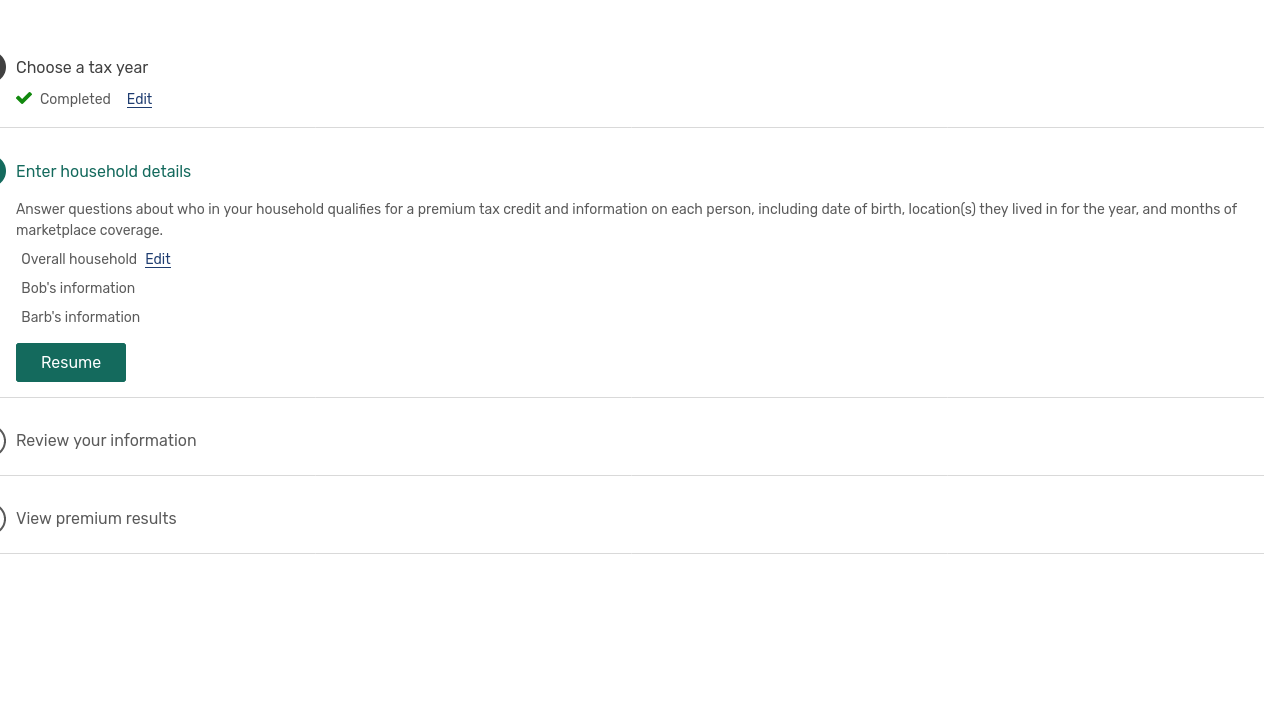 Choose a tax year
Completed Edit
Enter household details
Answer questions about who in your household qualifies for a premium tax credit and information on each person, including date of birth, location(s) they lived in for the year, and months of
marketplace coverage.
Overall household Edit
Bob's information
Barb's information
Resume
Review your information
View premium results